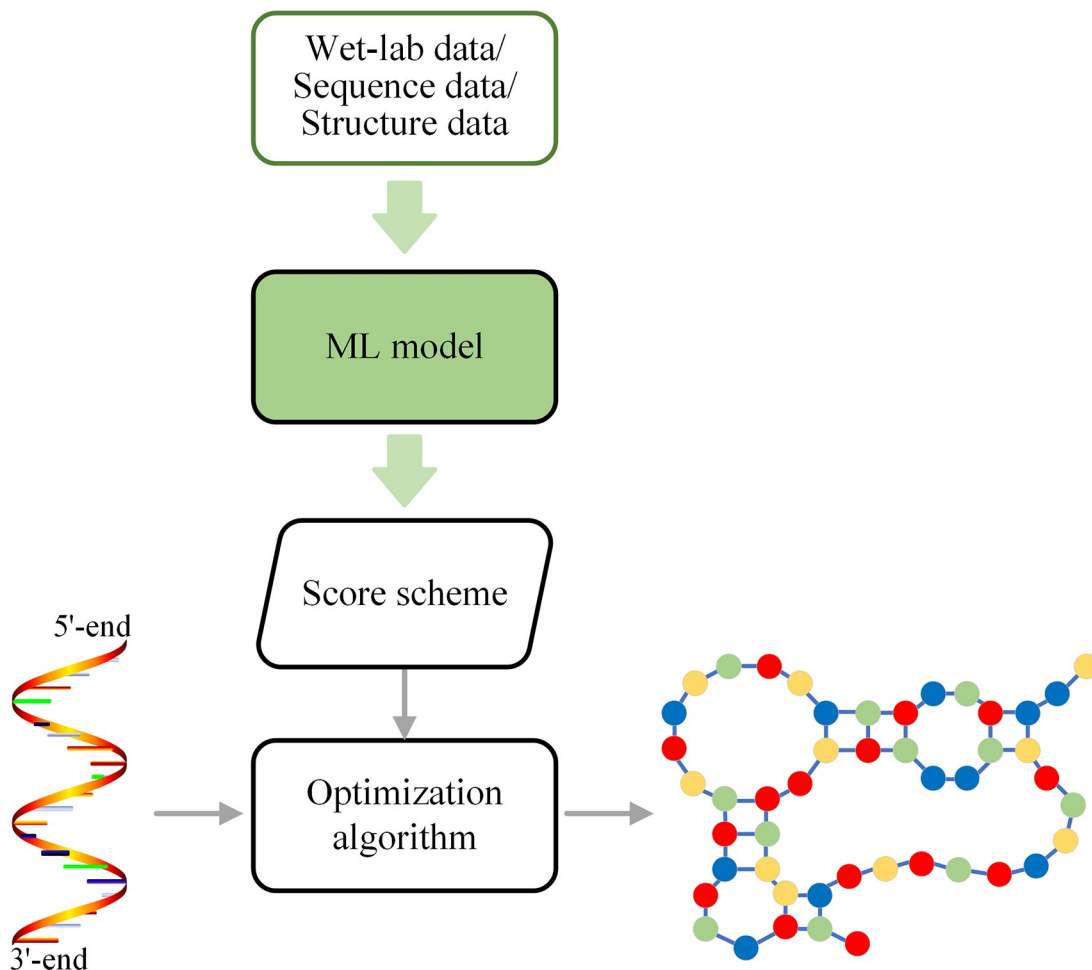 Wet-lab data/
Sequence data/
Structure data
ML model
Score scheme
5'-end
Optimization
algorithm
3'-end